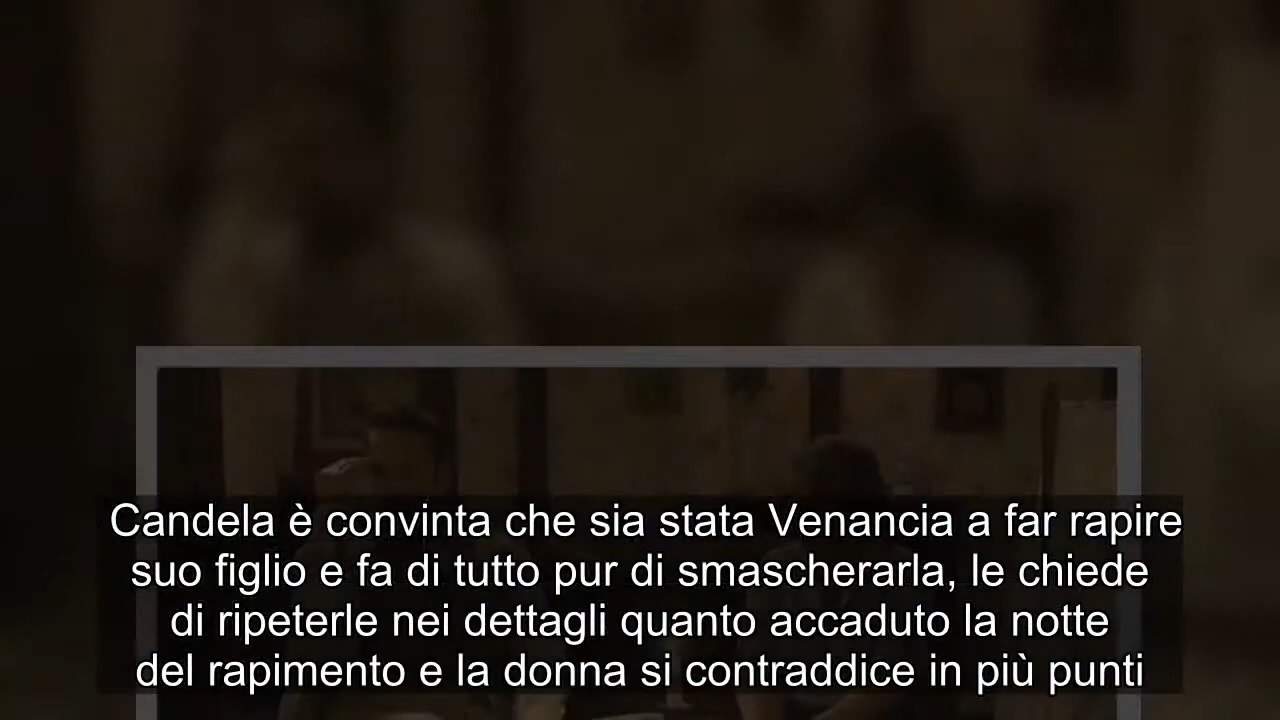 Candela è convinta che sia stata Venancia a far rapire
suo figlio e fa di tutto pur di smascherarla, le chiede
di ripeterle nei dettagli quanto accaduto la notte
del rapimento e la donna si contraddice in più punti